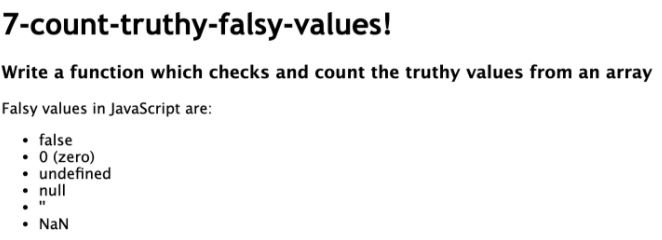 7-count-truthy-falsy-values!
Write a function which checks and count the truthy values from an array
Falsy values in JavaScript are:
• false
• 0 (zero)
• undefined
• null
• ''
• NaN